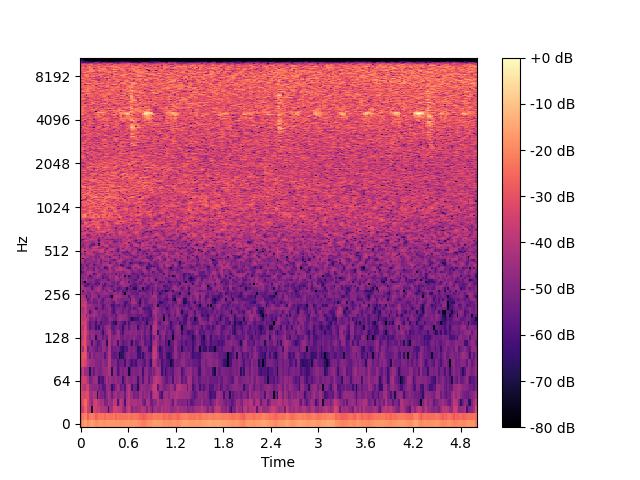 8192
4096
2048
1024
512
256
128
64
0
Hz
0 0.6 1.2 1.8 2.4 3 3.6 4.2 4.8
Time
+0 dB
-10 dB
-20 dB
-30 dB
-40 dB
-50 dB
-60 dB
-70 dB
-80 dB